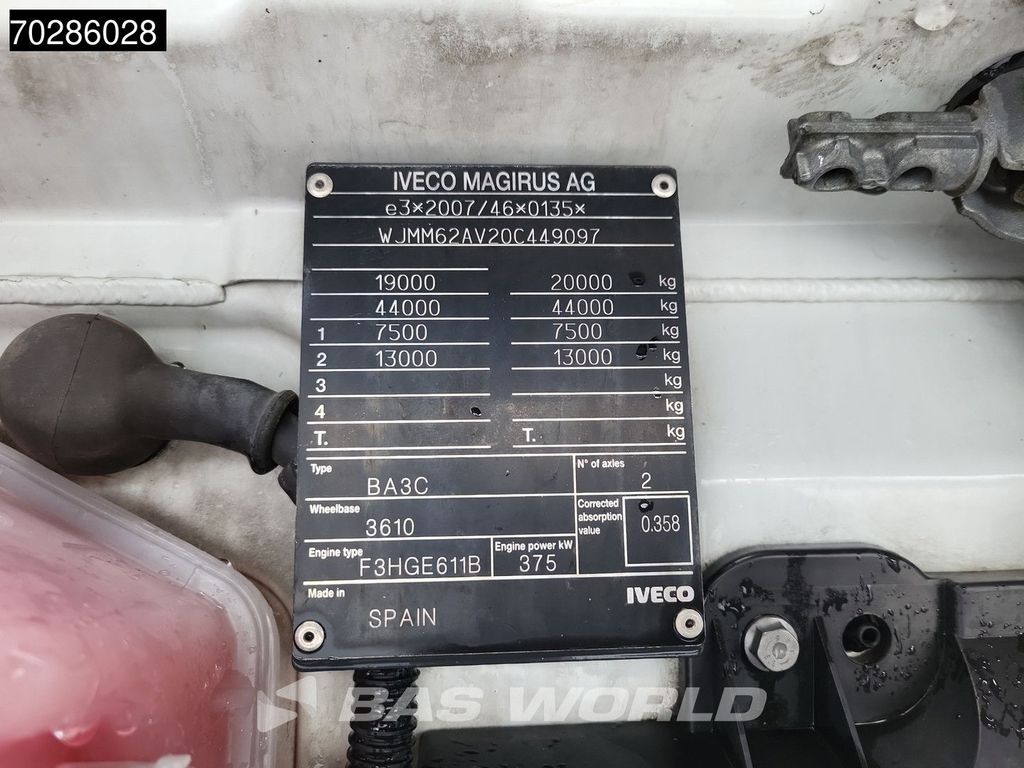 70286028
IVECO MAGIRUS AG
e3*2007/46*0135*
WJMM62AV20C449097
19000 20000 kg
44000 44000 kg
1 7500 7500 kg
2 13000 13000 kg
3 kg
4 kg
T. T. kg
Type BA3C N° of axles 2
Wheelbase 3610 Corrected absorption value 0.358
Engine type F3HGE611B Engine power kW 375
Made in SPAIN IVECO
BAS WORLD